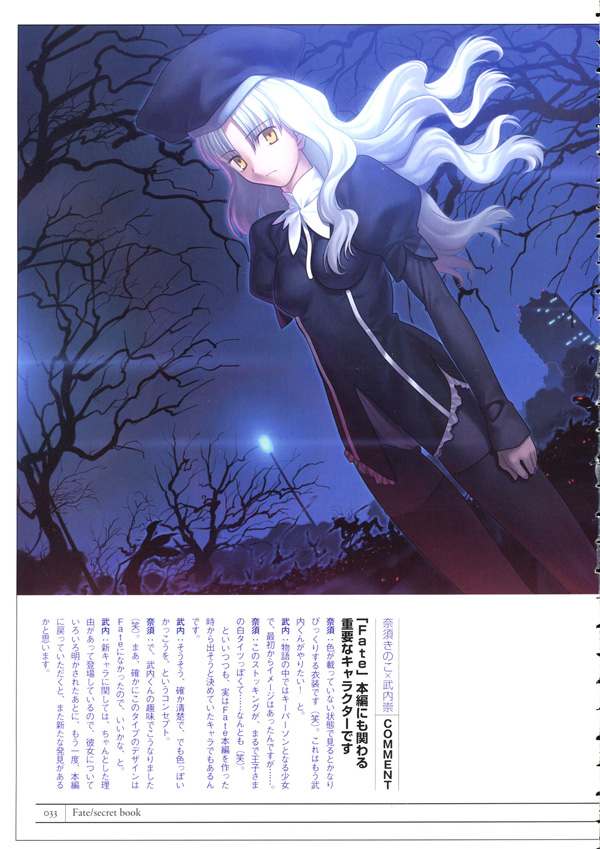 奈須きのこ×武内崇 COMMENT
「Fate」本編にも関わる
重要なキャラクターです
奈須：色が載っていない状態で見るとかなり
びっくりする衣装です（笑）。これはもう武
内くんがやりたい！ と。
武内：物語の中ではキーパーソンとなる少女
で、最初からイメージはあったんですが……。
奈須：このストッキングが、まるで王子さま
の白タイツっぽくて……なんとも（笑）。
といいつつも、実はFate本編を作った
時から出そうと決めていたキャラでもあるん
です。
武内：そうそう、確か清楚で、でも色っぽい
かっこうを、というコンセプト。
奈須：で、武内くんの趣味でこうなりました
（笑）。まあ、確かにこのタイプのデザインは
Fateになかったので、いいかな、と。
武内：新キャラに関しては、ちゃんとした理
由があって登場しているので、彼女について
いろいろ明かされたあとに、もう一度、本編
に戻っていただくと、また新たな発見がある
かと思います。
033 Fate/secret book